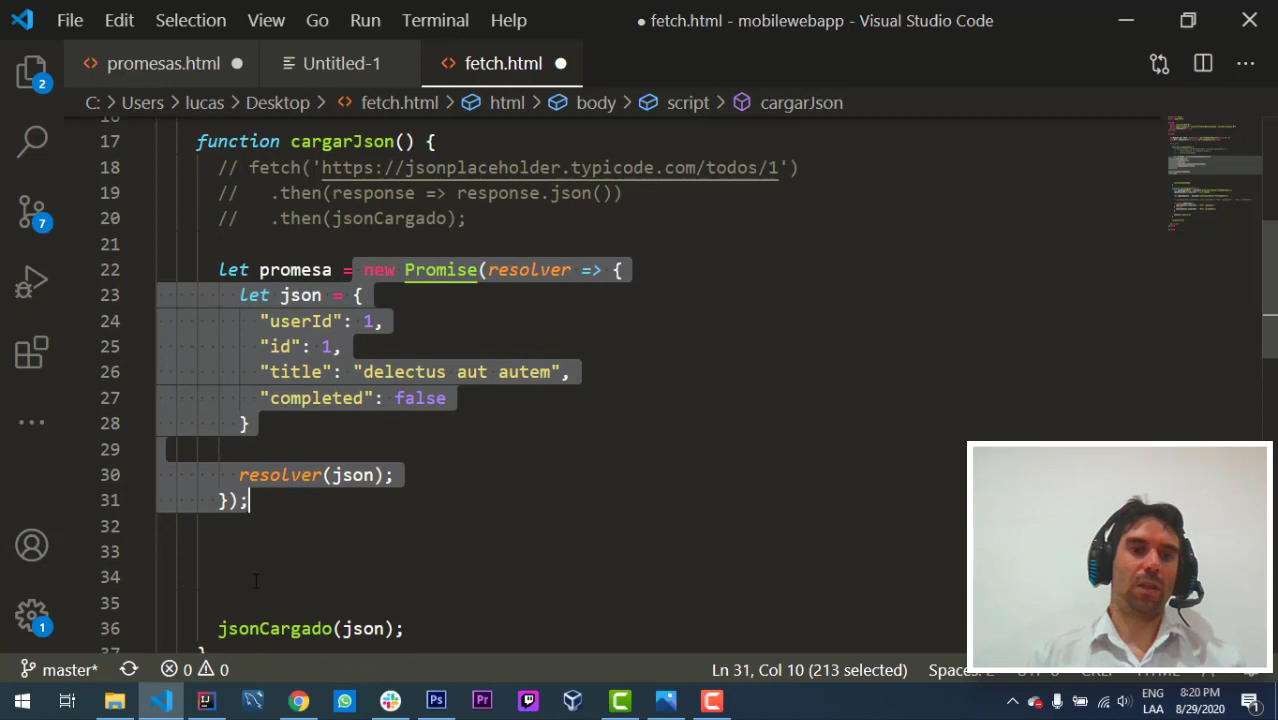 File Edit Selection View Go Run Terminal Help
● fetch.html - mobilewebapp - Visual Studio Code
promesas.html
Untitled-1
fetch.html
C: > Users > lucas > Desktop > fetch.html > html > body > script > cargarJson
17 function cargarJson() {
18 // fetch('https://jsonplaceholder.typicode.com/todos/1')
19 // .then(response => response.json())
20 // .then(jsonCargado);
21
22 let promesa = new Promise(resolver => {
23 let json = {
24 "userId": 1,
25 "id": 1,
26 "title": "delectus aut autem",
27 "completed": false
28 }
29
30 resolver(json);
31 });
32
33
34
35
36 jsonCargado(json);
2
7
1
master* 0 0 Ln 31, Col 10 (213 selected)
ENG 8:20 PM
LAA 8/29/2020